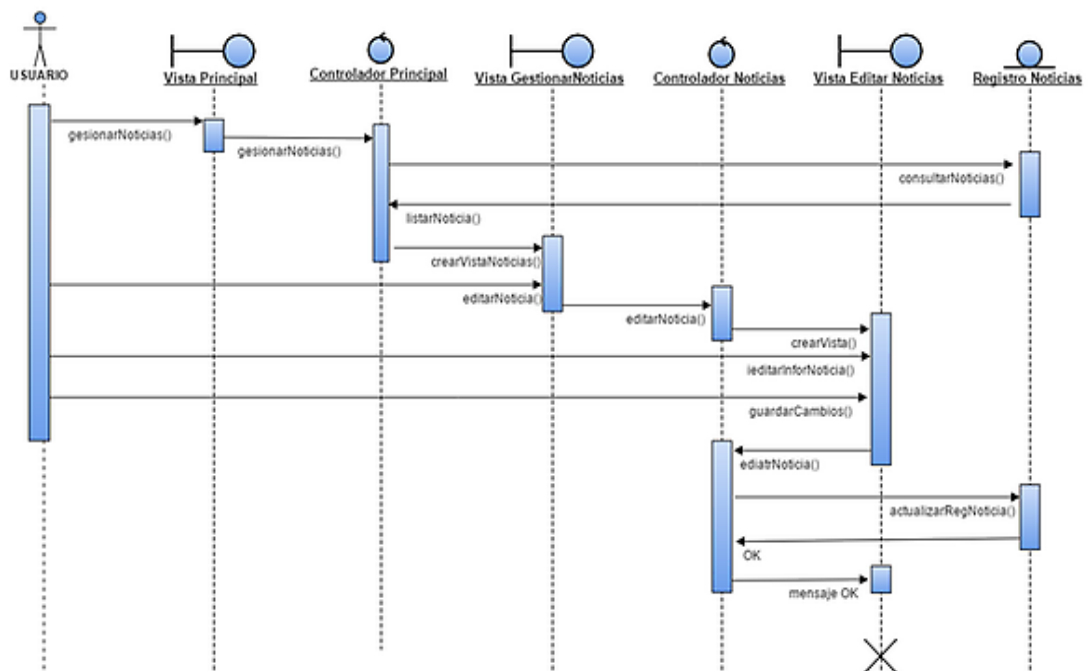 USUARIO
Vista Principal
Controlador Principal
Vista GestionarNoticias
Controlador Noticias
Vista Editar Noticias
Registro Noticias
gesionarNoticias()
gesionarNoticias()
consultarNoticias()
listarNoticia()
crearVistaNoticias()
editarNoticia()
editarNoticia()
crearVista()
ieditarInforNoticia()
guardarCambios()
ediatrNoticia()
actualizarRegNoticia()
OK
mensaje OK